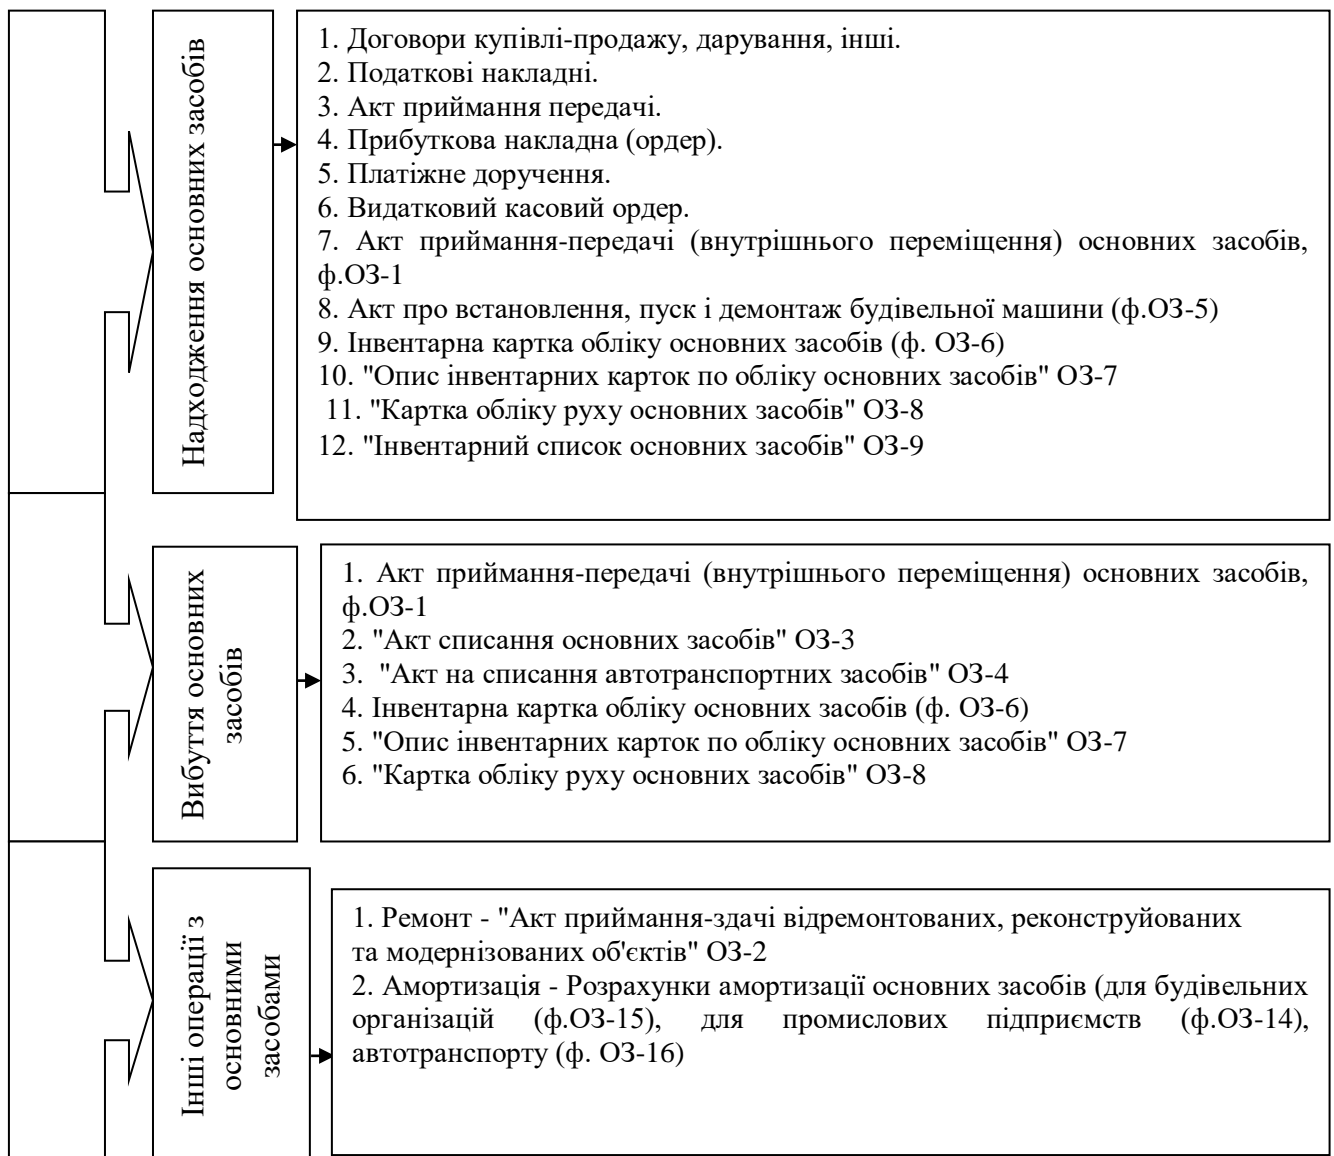 Надходження основних засобів
1. Договори купівлі-продажу, дарування, інші.
2. Податкові накладні.
3. Акт приймання передачі.
4. Прибуткова накладна (ордер).
5. Платіжне доручення.
6. Видатковий касовий ордер.
7. Акт приймання-передачі (внутрішнього переміщення) основних засобів,
ф.ОЗ-1
8. Акт про встановлення, пуск і демонтаж будівельної машини (ф.ОЗ-5)
9. Інвентарна картка обліку основних засобів (ф. ОЗ-6)
10. "Опис інвентарних карток по обліку основних засобів" ОЗ-7
11. "Картка обліку руху основних засобів" ОЗ-8
12. "Інвентарний список основних засобів" ОЗ-9
Вибуття основних
засобів
1. Акт приймання-передачі (внутрішнього переміщення) основних засобів,
ф.ОЗ-1
2. "Акт списання основних засобів" ОЗ-3
3. "Акт на списання автотранспортних засобів" ОЗ-4
4. Інвентарна картка обліку основних засобів (ф. ОЗ-6)
5. "Опис інвентарних карток по обліку основних засобів" ОЗ-7
6. "Картка обліку руху основних засобів" ОЗ-8
Інші операції з
основними
засобами
1. Ремонт - "Акт приймання-здачі відремонтованих, реконструйованих
та модернізованих об'єктів" ОЗ-2
2. Амортизація - Розрахунки амортизації основних засобів (для будівельних
організацій (ф.ОЗ-15), для промислових підприємств (ф.ОЗ-14),
автотранспорту (ф. ОЗ-16)